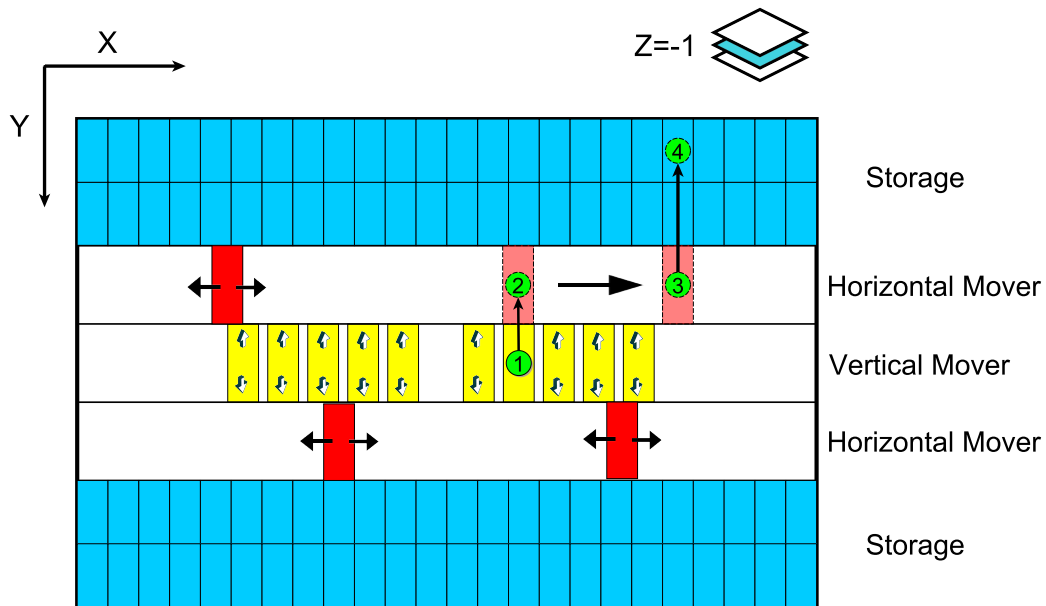 X
Z=-1
Y
4
Storage
2
3
Horizontal Mover
1
Vertical Mover
Horizontal Mover
Storage